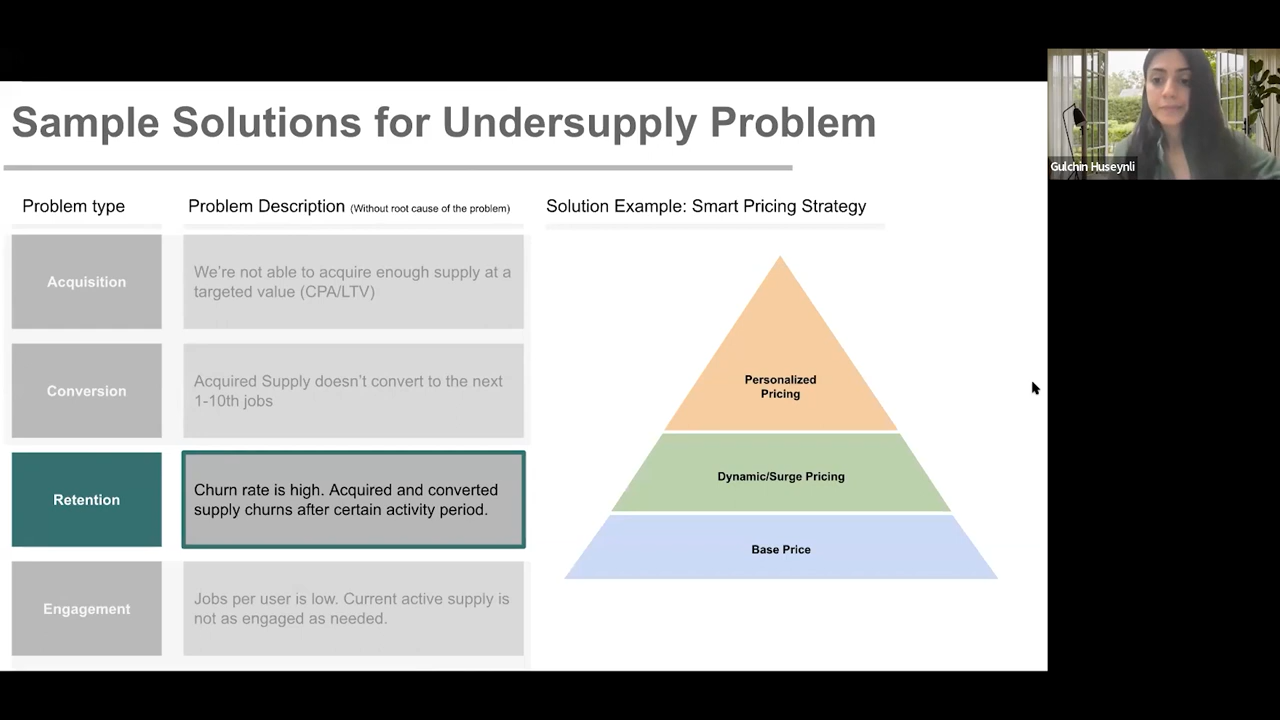 Sample Solutions for Undersupply Problem
Gulchin Huseynli
Problem type
Problem Description (Without root cause of the problem)
Solution Example: Smart Pricing Strategy
Acquisition
We're not able to acquire enough supply at a
targeted value (CPA/LTV)
Conversion
Acquired Supply doesn't convert to the next
1-10th jobs
Retention
Churn rate is high. Acquired and converted
supply churns after certain activity period.
Engagement
Jobs per user is low. Current active supply is
not as engaged as needed.
Personalized
Pricing
Dynamic/Surge Pricing
Base Price